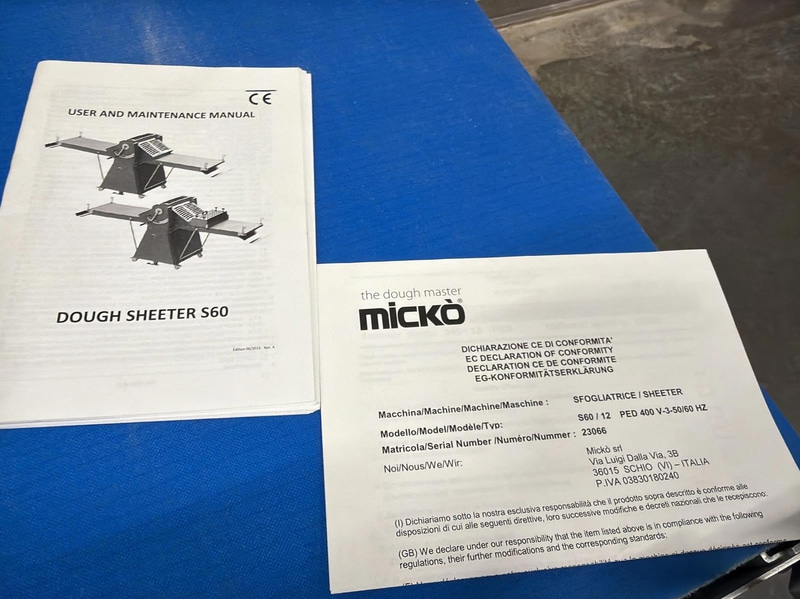 CE
USER AND MAINTENANCE MANUAL
DOUGH SHEETER S60
Edition 06/2015 - Rev. A
the dough master
mickò®
DICHIARAZIONE CE DI CONFORMITA'
EC DECLARATION OF CONFORMITY
DECLARATION CE DE CONFORMITE
EG-KONFORMITÄTSERKLÄRUNG
Macchina/Machine/Machine/Maschine : SFOGLIATRICE / SHEETER
Modello/Model/Modèle/Typ: S60 / 12 PED 400 V-3-50/60 HZ
Matricola/Serial Number /Numéro/Nummer : 23066
Noi/Nous/We/Wir: Mickò srl
Via Luigi Dalla Via, 3B
36015 SCHIO (VI) – ITALIA
P.IVA 03830180240
(I) Dichiariamo sotto la nostra esclusiva responsabilità che il prodotto sopra descritto è conforme alle
disposizioni di cui alle seguenti direttive, loro successive modifiche e decreti nazionali che le recepiscono:
(GB) We declare under our responsibility that the item listed above is in compliance with the following
regulations, their further modifications and the corresponding standards: